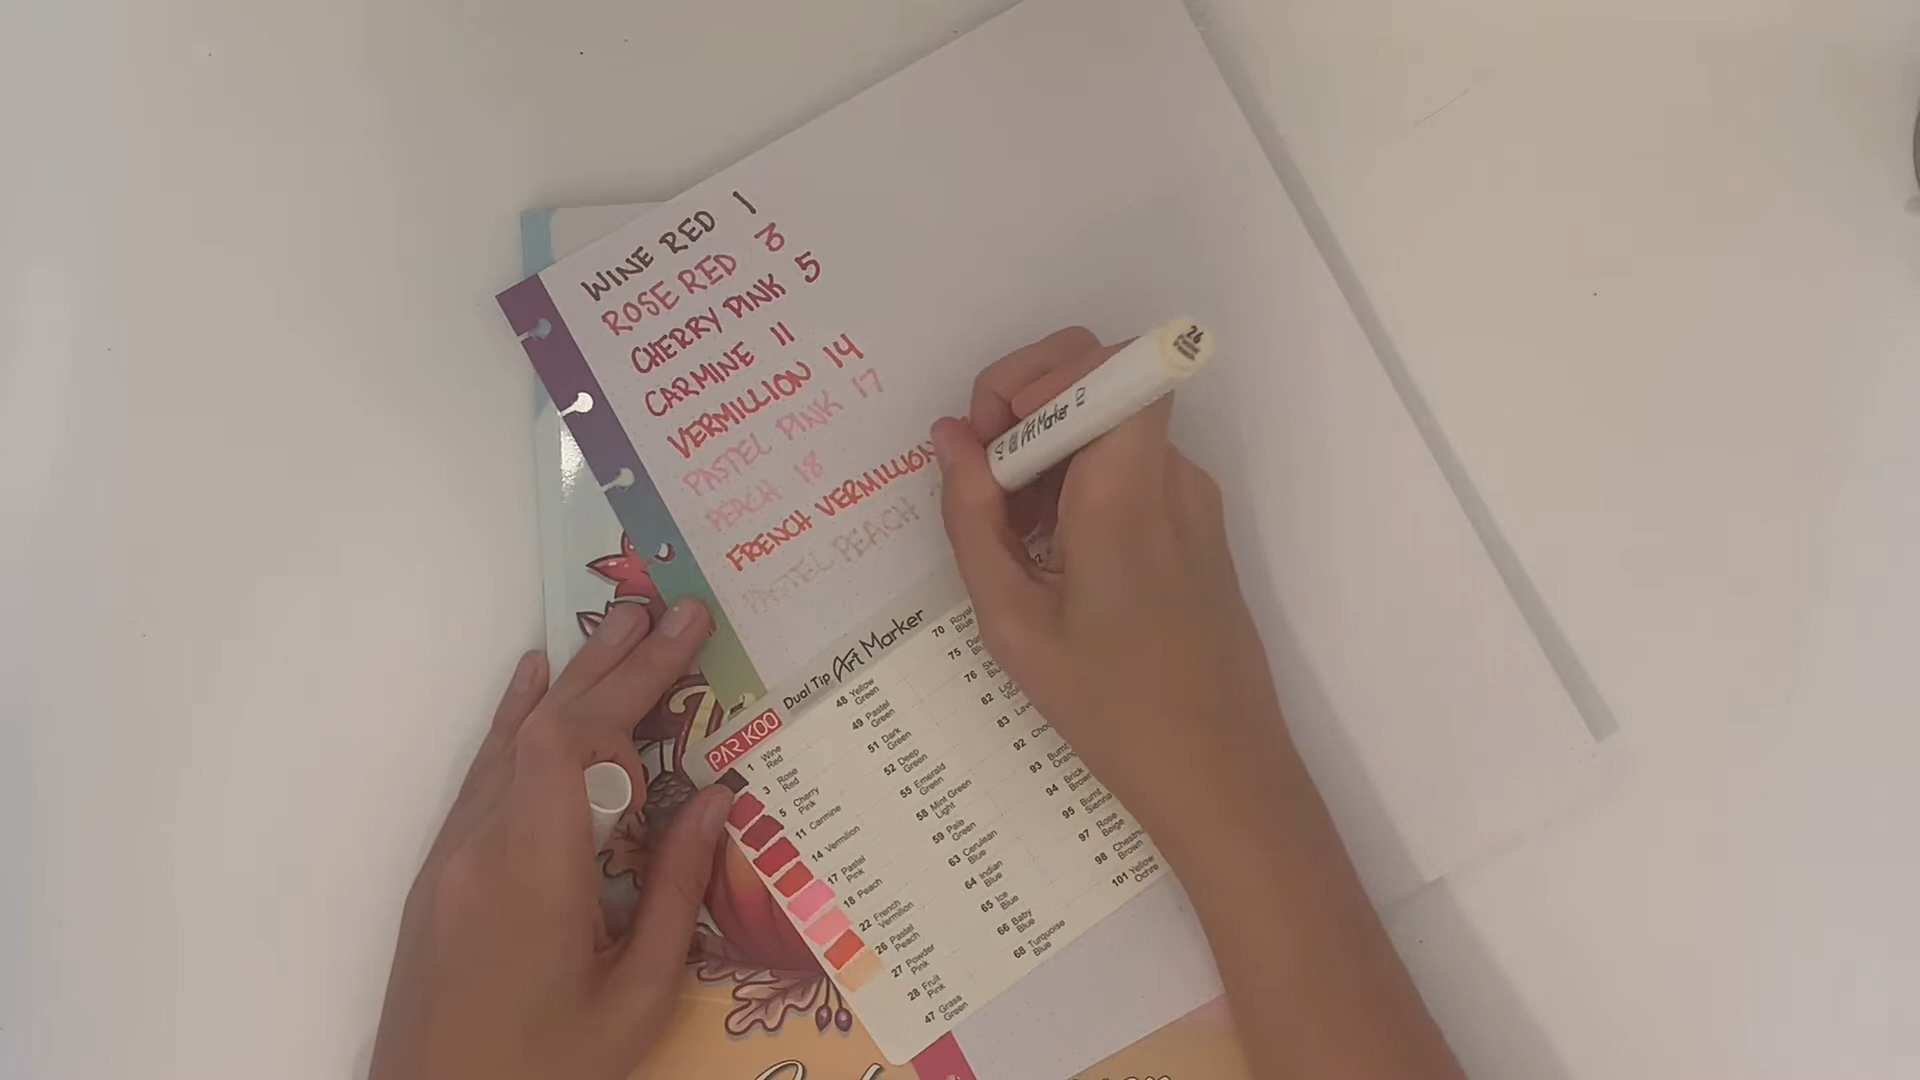 WINE RED 1
ROSE RED 3
CHERRY PINK 5
CARMINE 11
VERMILLION 14
PASTEL PINK 17
PEACH 18
FRENCH VERMILLION
PASTEL PEACH
26
Art Marker
PARKOO Dual Tip Art Marker
1 Wine Red
3 Rose Red
5 Cherry Pink
11 Carmine
14 Vermilion
17 Pastel Pink
18 Peach
22 French Vermilion
26 Pastel Peach
27 Powder Pink
28 Fruit Pink
47 Grass Green
48 Yellow Green
49 Pastel Green
51 Dark Green
52 Deep Green
55 Emerald Green
58 Mint Green Light
59 Pale Green
63 Cerulean Blue
64 Indian Blue
65 Ice Blue
66 Baby Blue
68 Turquoise Blue
70 Royal Blue
75
76
82
83
92
93
94 Brick Brown
95 Burnt Sienna
97 Rose Beige
98 Chestnut Brown
101 Yellow Ochre